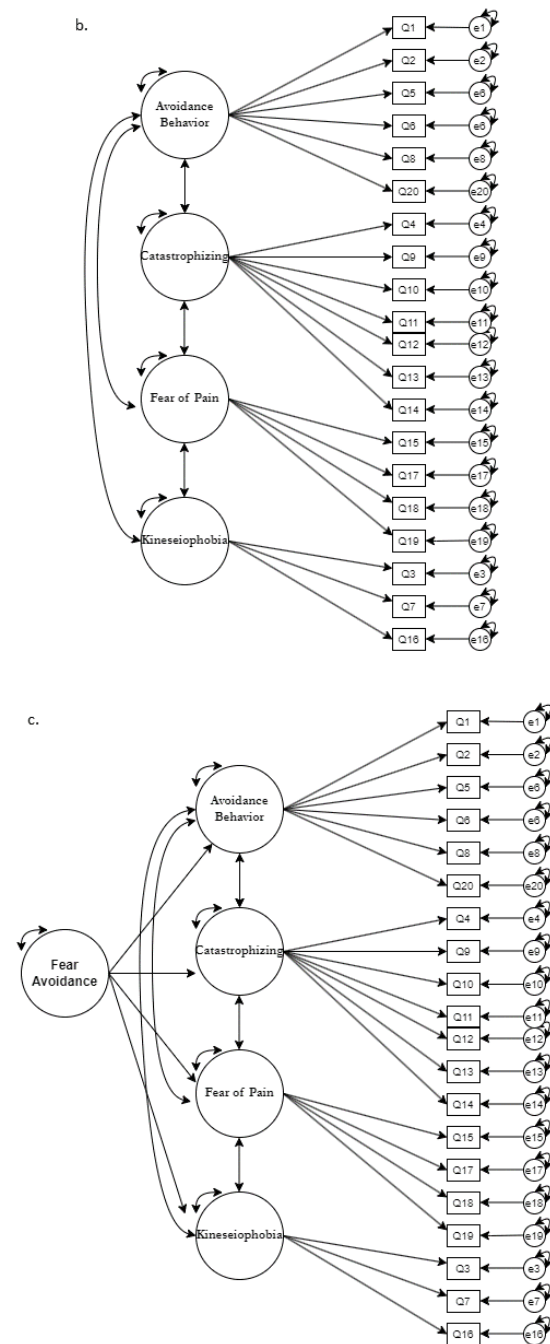 b.
Q1 e1
Q2 e2
Avoidance
Behavior
Q5 e6
Q6 e6
Q8 e8
Q20 e20
Q4 e4
Catastrophizing
Q9 e9
Q10 e10
Q11 e11
Q12 e12
Q13 e13
Fear of Pain
Q14 e14
Q15 e15
Q17 e17
Q18 e18
Kineseiophobia
Q19 e19
Q3 e3
Q7 e7
Q16 e16
c.
Q1 e1
Q2 e2
Avoidance
Behavior
Q5 e6
Q6 e6
Q8 e8
Q20 e20
Q4 e4
Catastrophizing
Q9 e9
Fear
Avoidance
Q10 e10
Q11 e11
Q12 e12
Q13 e13
Fear of Pain
Q14 e14
Q15 e15
Q17 e17
Q18 e18
Kineseiophobia
Q19 e19
Q3 e3
Q7 e7
Q16 e16